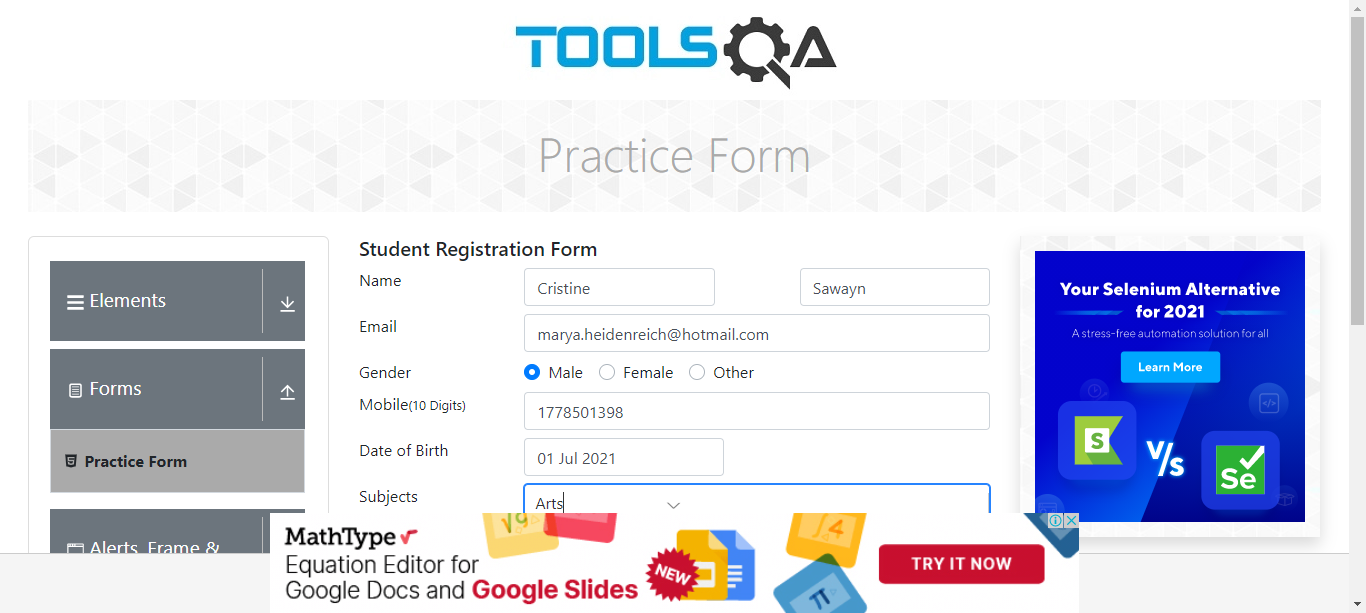 TOOLSQA
Practice Form
Elements
Forms
Practice Form
Alerts, Frame &
Student Registration Form
Name
Cristine
Sawayn
Email
marya.heidenreich@hotmail.com
Gender
Male
Female
Other
Mobile(10 Digits)
1778501398
Date of Birth
01 Jul 2021
Subjects
Arts
Your Selenium Alternative
for 2021
A stress-free automation solution for all
Learn More
S
V/s
Se
MathType
Equation Editor for
Google Docs and Google Slides
NEW
√9
√4
π
TRY IT NOW